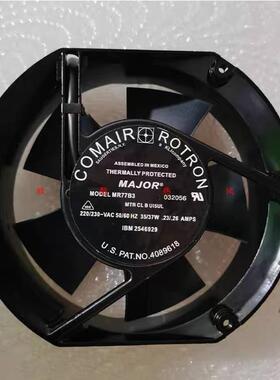 COMAIR ROTRON
ASSEMBLED IN MEXICO
THERMALLY PROTECTED
MAJOR®
MODEL MR77B3 032056
MTR CL B UISUL
220/230~VAC 50/60 HZ 35/37W .23/.26 AMPS
IBM 2546929
U.S. PAT.NO.4089618